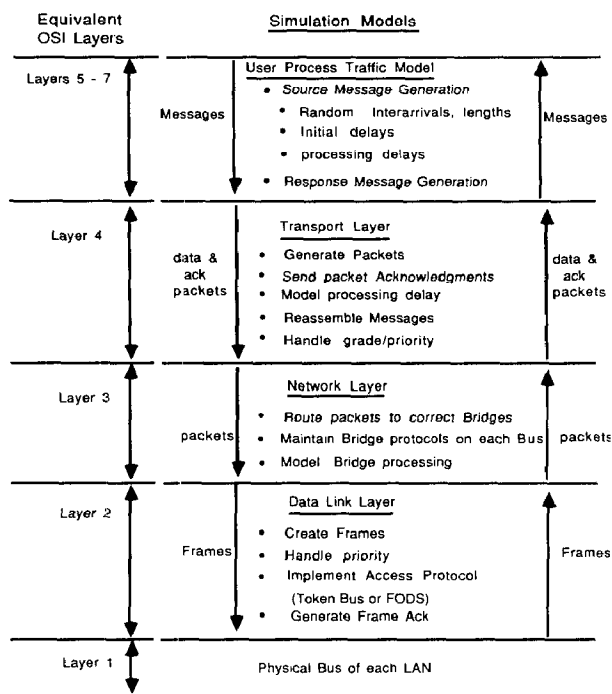 Equivalent
OSI Layers
Simulation Models
Layers 5 - 7
User Process Traffic Model
Messages
• Source Message Generation
• Random Interarrivals, lengths
• Initial delays
• processing delays
• Response Message Generation
Messages
Layer 4
Transport Layer
data &
ack
packets
• Generate Packets
• Send packet Acknowledgments
• Model processing delay
• Reassemble Messages
• Handle grade/priority
data &
ack
packets
Layer 3
Network Layer
packets
• Route packets to correct Bridges
• Maintain Bridge protocols on each Bus
• Model Bridge processing
packets
Layer 2
Data Link Layer
Frames
• Create Frames
• Handle priority
• Implement Access Protocol
(Token Bus or FODS)
• Generate Frame Ack
Frames
Layer 1
Physical Bus of each LAN